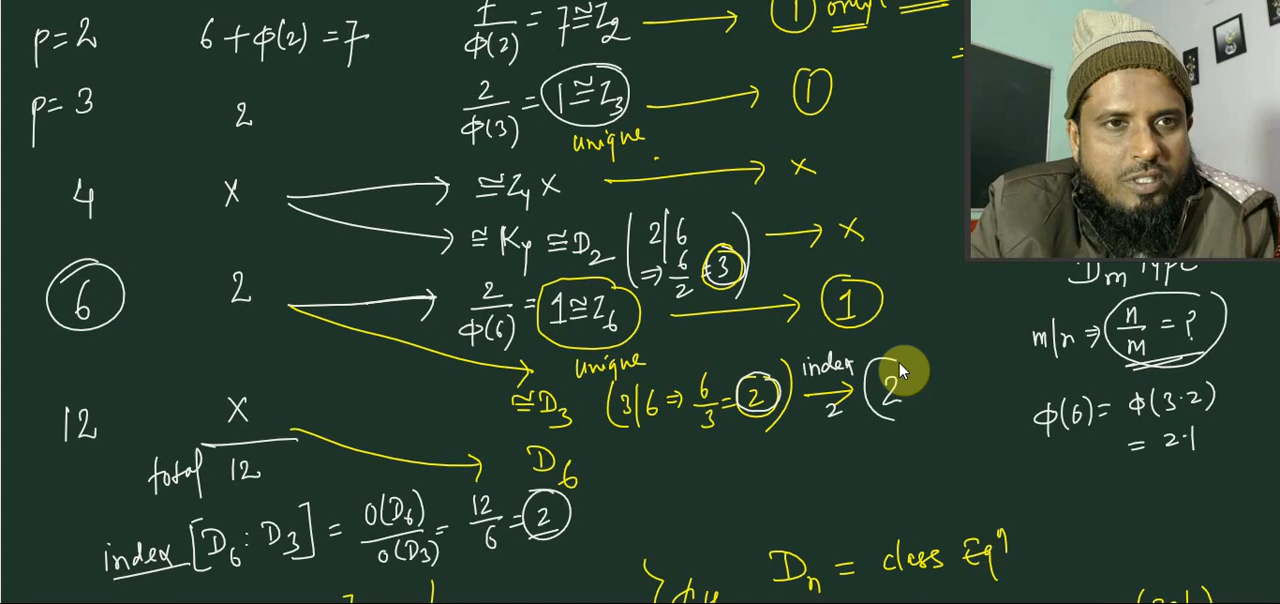 p=2 6+φ(2)=7 7/φ(2) = 7≅Z₂ → 1 only
p=3 2 2/φ(3) = 1≅Z₃ → 1
unique
4 x ≅Z₄ x → x
≅K₄ ≅D₂ (2|6 ⇒ 6/2 = 3) → x
6 2 2/φ(6) = 1≅Z₆ → 1
unique
≅D₃ (3|6 ⇒ 6/3 = 2) index → 2 (2
12 x D₆
total 12
index [D₆ : D₃] = O(D₆)/O(D₃) = 12/6 = 2
Dₘ Type
m|n ⇒ n/m = ?
φ(6) = φ(3·2)
= 2·1
Dₙ = class Eqⁿ